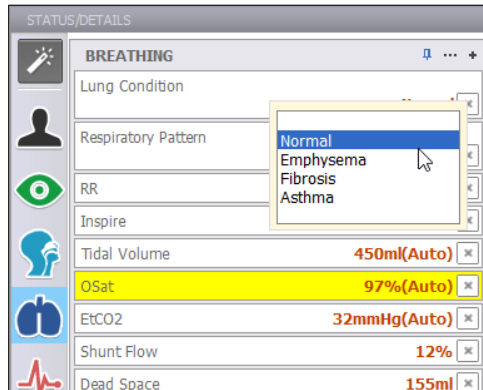 STATUS/DETAILS
BREATHING
Lung Condition
Respiratory Pattern
Normal
Emphysema
Fibrosis
Asthma
RR
Inspire
Tidal Volume 450ml(Auto)
OSat 97%(Auto)
EtCO2 32mmHg(Auto)
Shunt Flow 12%
Dead Space 155ml